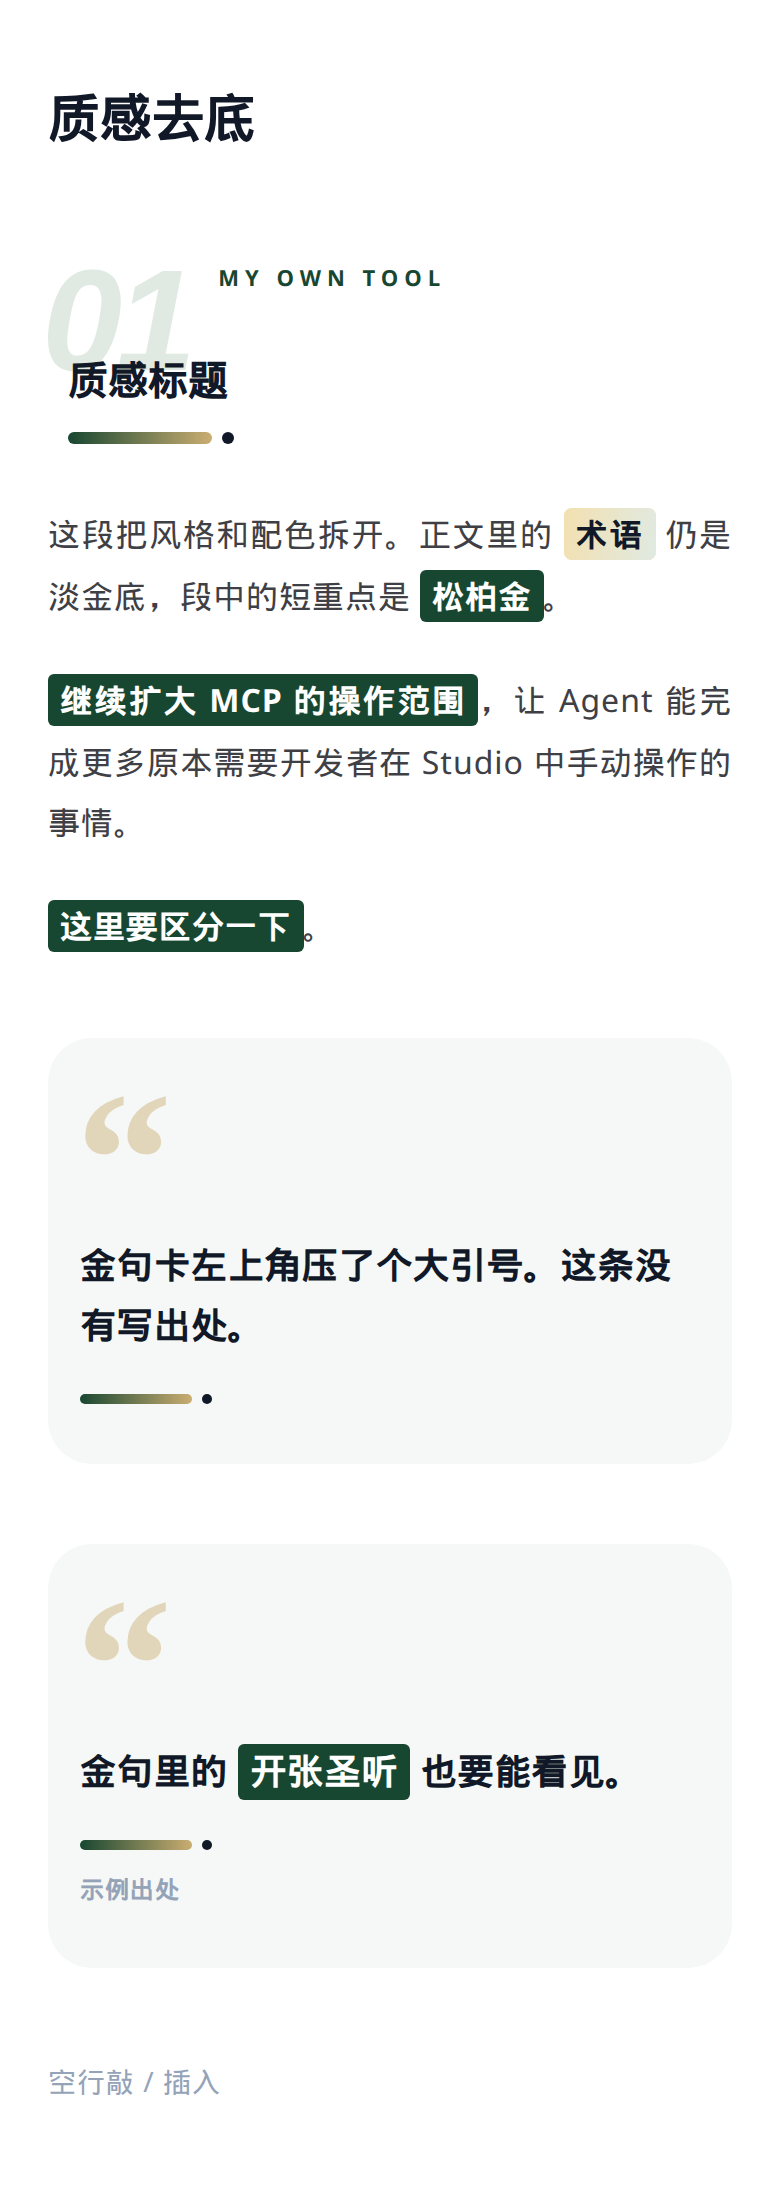 质感去底
01
MY OWN TOOL
质感标题
这段把风格和配色拆开。正文里的 术语 仍是
淡金底，段中的短重点是 松柏金。
继续扩大 MCP 的操作范围，让 Agent 能完
成更多原本需要开发者在 Studio 中手动操作的
事情。
这里要区分一下。
“
金句卡左上角压了个大引号。这条没
有写出处。
“
金句里的 开张圣听 也要能看见。
示例出处
空行敲 / 插入